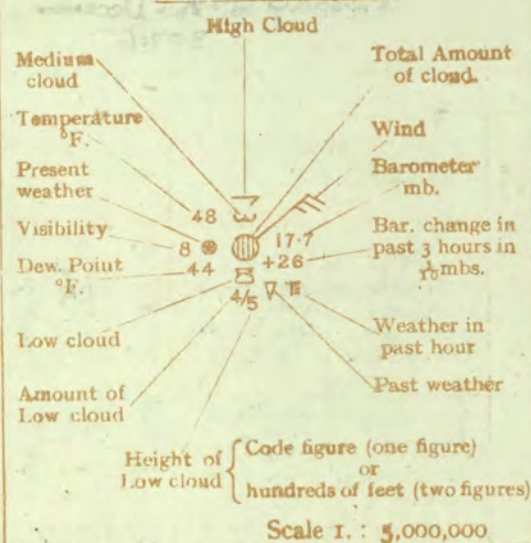 High Cloud
Medium
cloud
Total Amount
of cloud.
Temperature
°F.
Wind
Present
weather
Barometer
mb.
48
Visibility
8
17.7
Bar. change in
past 3 hours in
1/10 mbs.
+26
Dew. Point
°F.
44
4/5
Low cloud
Weather in
past hour
Past weather
Amount of
Low cloud
Height of
Low cloud
Code figure (one figure)
or
hundreds of feet (two figures)
Scale 1. : 5,000,000